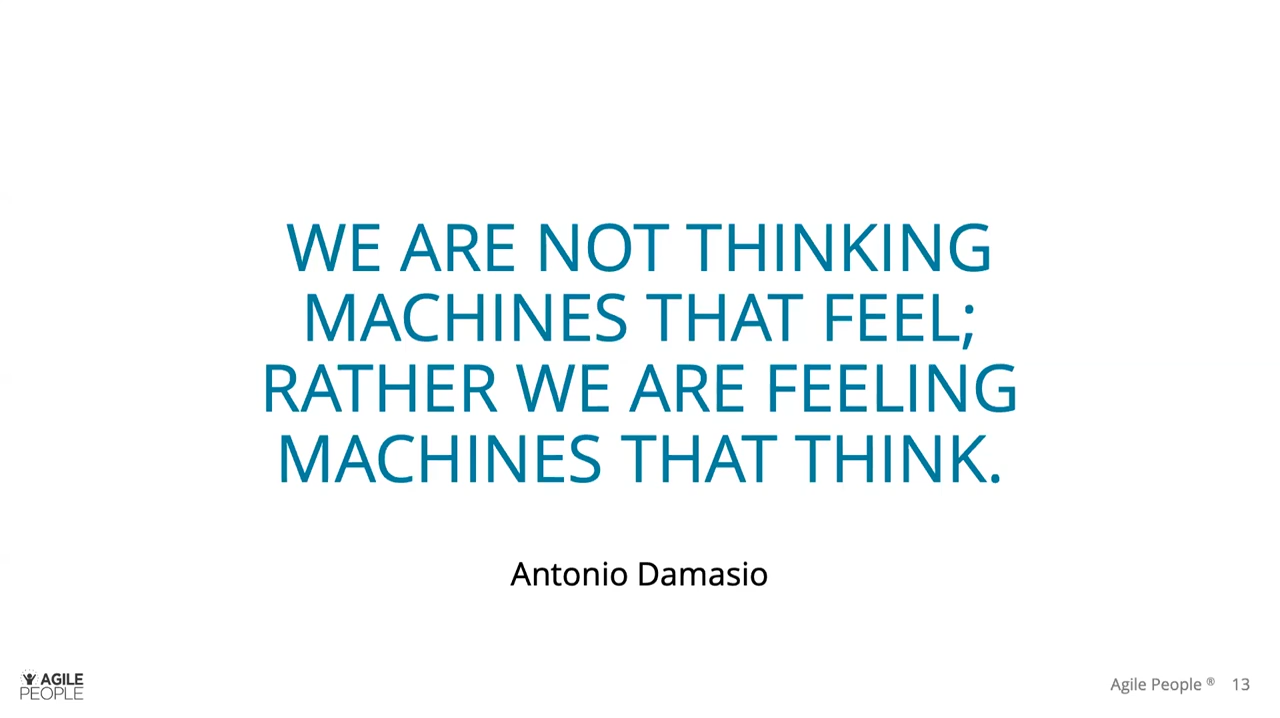 WE ARE NOT THINKING
MACHINES THAT FEEL;
RATHER WE ARE FEELING
MACHINES THAT THINK.
Antonio Damasio
AGILE
PEOPLE
Agile People ® 13